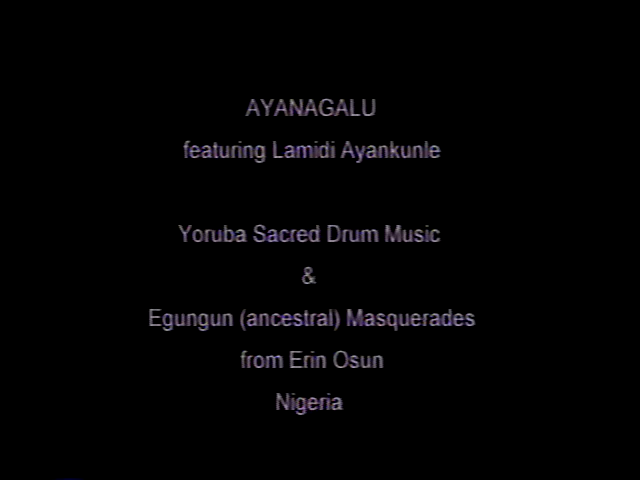 AYANAGALU
featuring Lamidi Ayankunle
Yoruba Sacred Drum Music
&
Egungun (ancestral) Masquerades
from Erin Osun
Nigeria